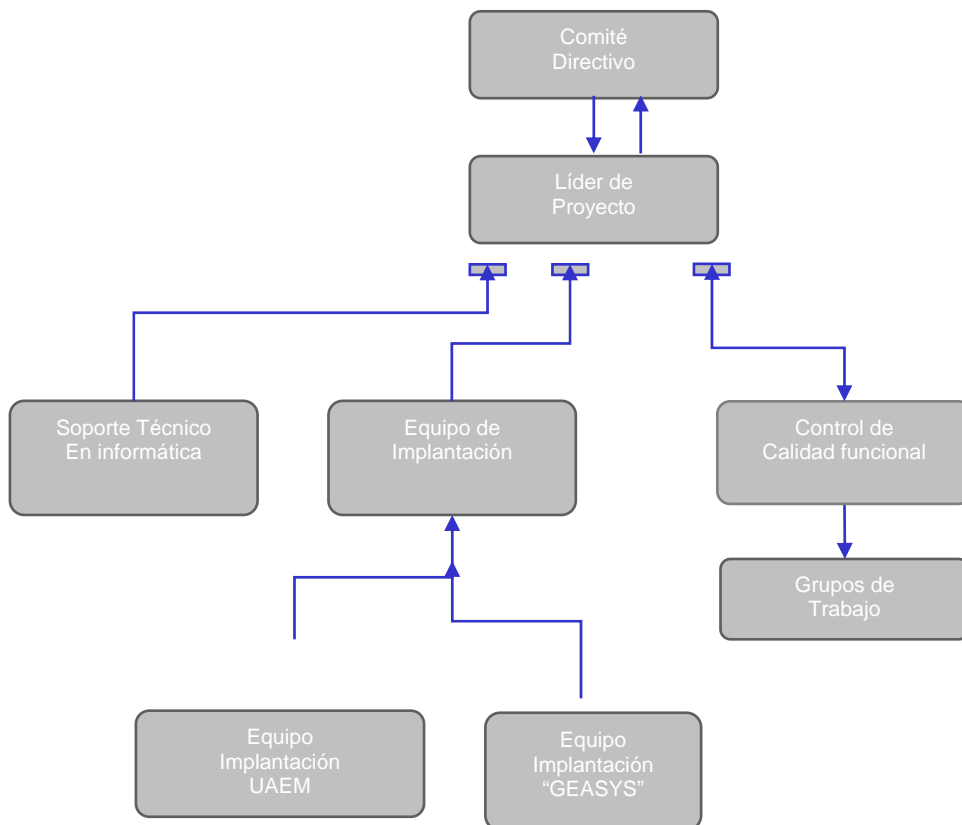 Comité
Directivo
Líder de
Proyecto
Soporte Técnico
En informática
Equipo de
Implantación
Control de
Calidad funcional
Grupos de
Trabajo
Equipo
Implantación
UAEM
Equipo
Implantación
“GEASYS”